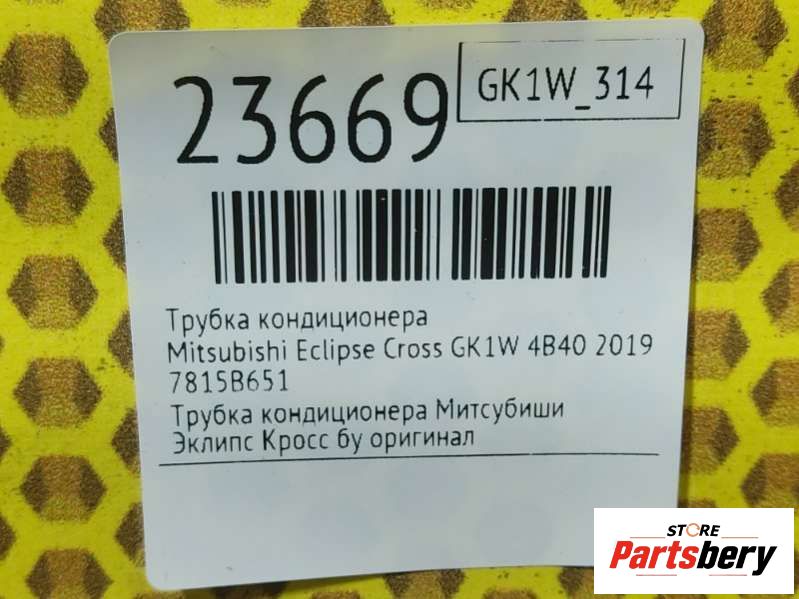 23669
GK1W_314
Трубка кондиционера
Mitsubishi Eclipse Cross GK1W 4B40 2019
7815B651
Трубка кондиционера Митсубиши
Эклипс Кросс бу оригинал
STORE
Partsbery